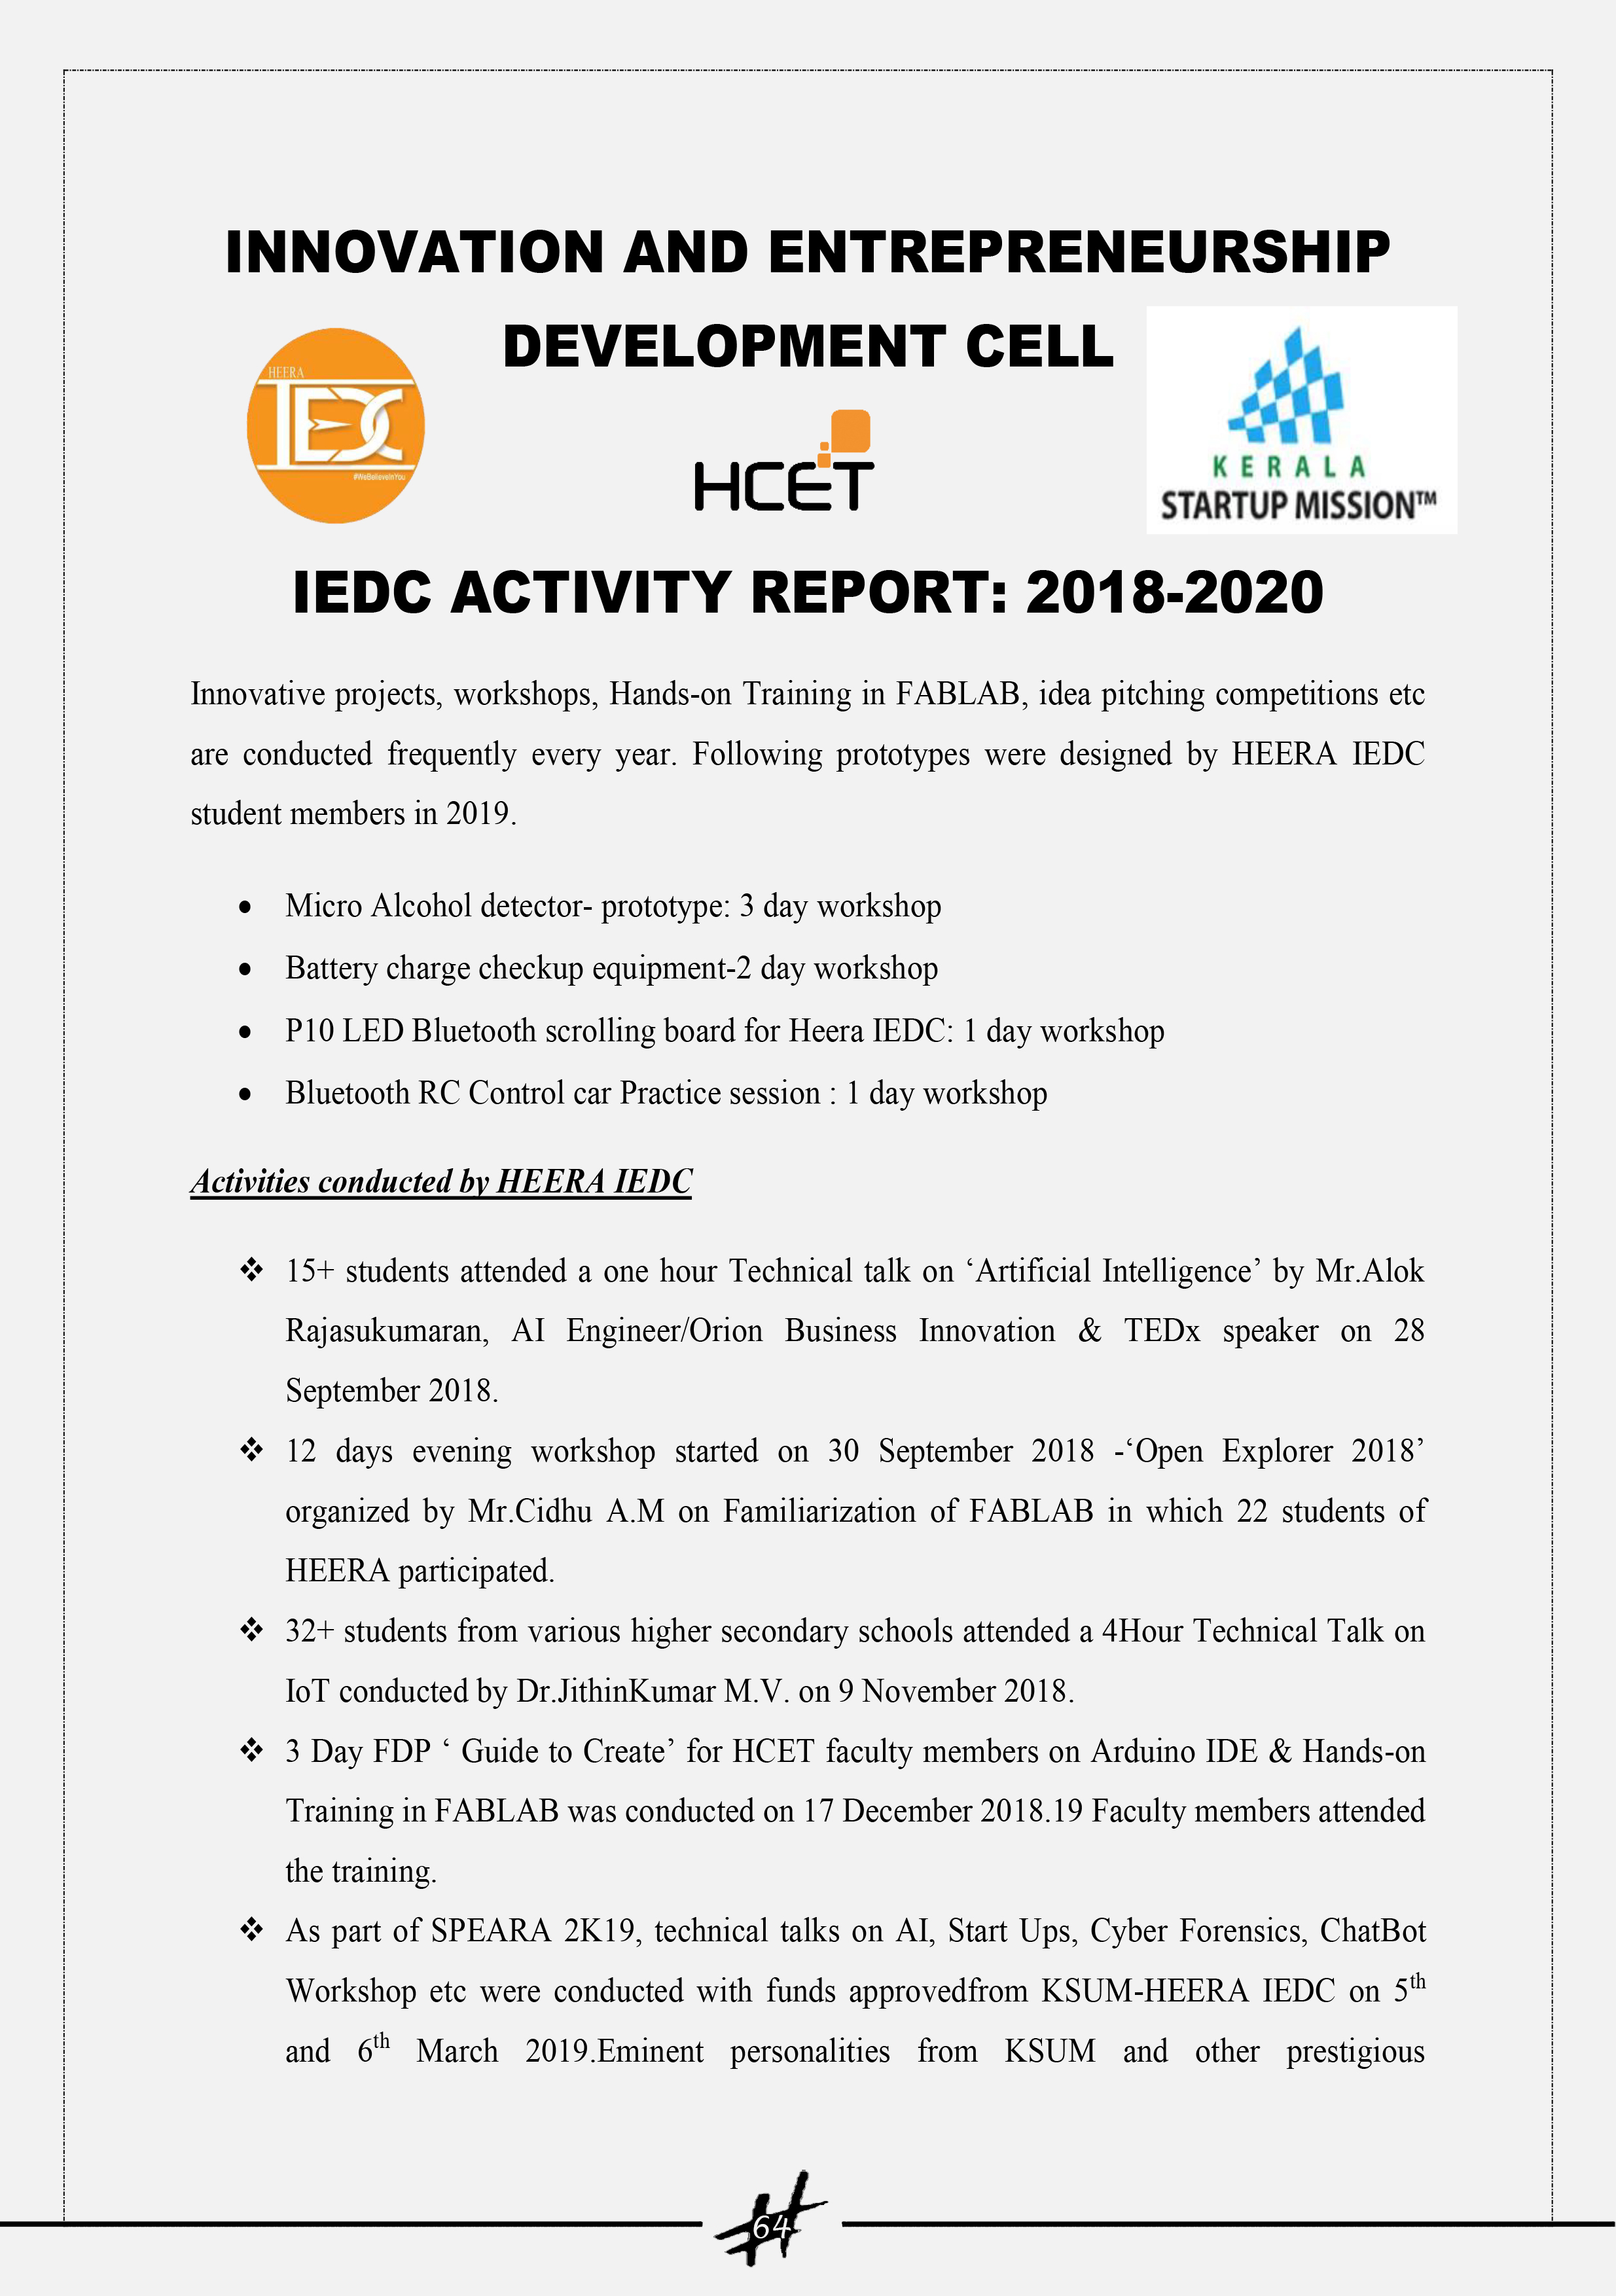 INNOVATION AND ENTREPRENEURSHIP
DEVELOPMENT CELL
HEERA
IEDC
#WeBelieveInYou
HCET
KERALA
STARTUP MISSION™
IEDC ACTIVITY REPORT: 2018-2020
Innovative projects, workshops, Hands-on Training in FABLAB, idea pitching competitions etc
are conducted frequently every year. Following prototypes were designed by HEERA IEDC
student members in 2019.
• Micro Alcohol detector- prototype: 3 day workshop
• Battery charge checkup equipment-2 day workshop
• P10 LED Bluetooth scrolling board for Heera IEDC: 1 day workshop
• Bluetooth RC Control car Practice session : 1 day workshop
Activities conducted by HEERA IEDC
❖ 15+ students attended a one hour Technical talk on ‘Artificial Intelligence’ by Mr.Alok
Rajasukumaran, AI Engineer/Orion Business Innovation & TEDx speaker on 28
September 2018.
❖ 12 days evening workshop started on 30 September 2018 -‘Open Explorer 2018’
organized by Mr.Cidhu A.M on Familiarization of FABLAB in which 22 students of
HEERA participated.
❖ 32+ students from various higher secondary schools attended a 4Hour Technical Talk on
IoT conducted by Dr.JithinKumar M.V. on 9 November 2018.
❖ 3 Day FDP ‘ Guide to Create’ for HCET faculty members on Arduino IDE & Hands-on
Training in FABLAB was conducted on 17 December 2018.19 Faculty members attended
the training.
❖ As part of SPEARA 2K19, technical talks on AI, Start Ups, Cyber Forensics, ChatBot
Workshop etc were conducted with funds approvedfrom KSUM-HEERA IEDC on 5th
and 6th March 2019.Eminent personalities from KSUM and other prestigious
64